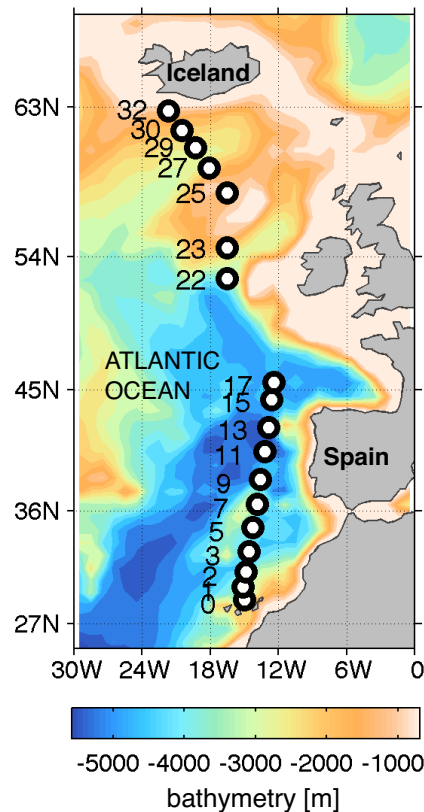 Iceland
63N
32
30
29
27
25
54N
23
22
ATLANTIC
OCEAN
17
45N
15
13
11
Spain
9
36N
7
5
3
2
1
0
27N
30W 24W 18W 12W 6W 0
-5000 -4000 -3000 -2000 -1000
bathymetry [m]